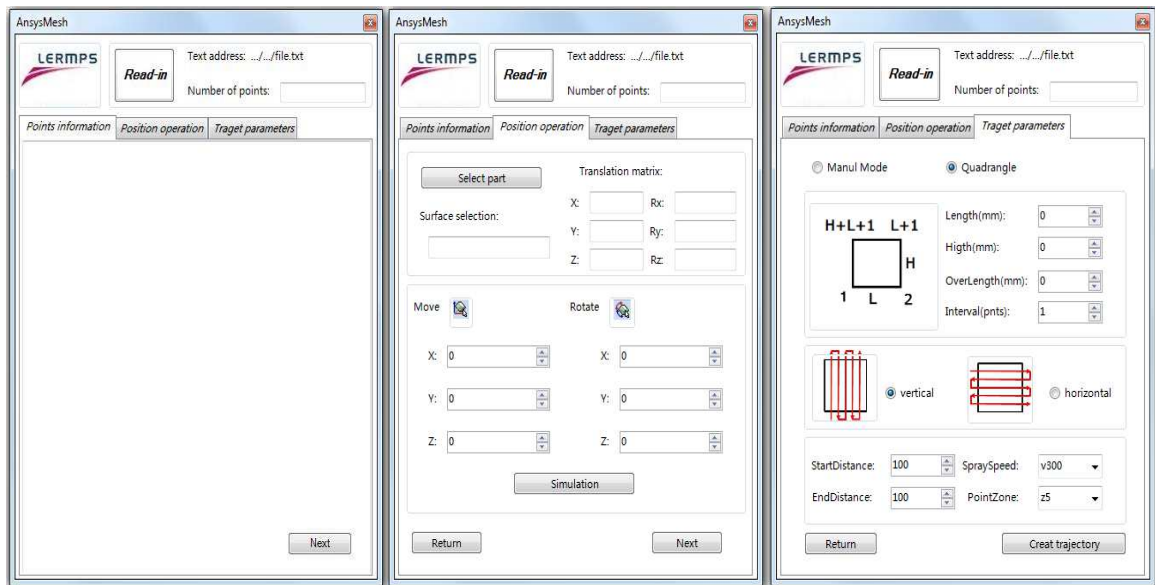 AnsysMesh
LERMPS
Read-in
Text address: .../.../file.txt
Number of points:
Points information
Position operation
Traget parameters
Next
AnsysMesh
LERMPS
Read-in
Text address: .../.../file.txt
Number of points:
Points information
Position operation
Traget parameters
Select part
Translation matrix:
X:
Rx:
Surface selection:
Y:
Ry:
Z:
Rz:
Move
Rotate
X: 0
X: 0
Y: 0
Y: 0
Z: 0
Z: 0
Simulation
Return
Next
AnsysMesh
LERMPS
Read-in
Text address: .../.../file.txt
Number of points:
Points information
Position operation
Traget parameters
Manul Mode
Quadrangle
H+L+1 L+1
H
1 L 2
Length(mm): 0
Higth(mm): 0
OverLength(mm): 0
Interval(pnts): 1
vertical
horizontal
StartDistance: 100
SpraySpeed: v300
EndDistance: 100
PointZone: z5
Return
Creat trajectory